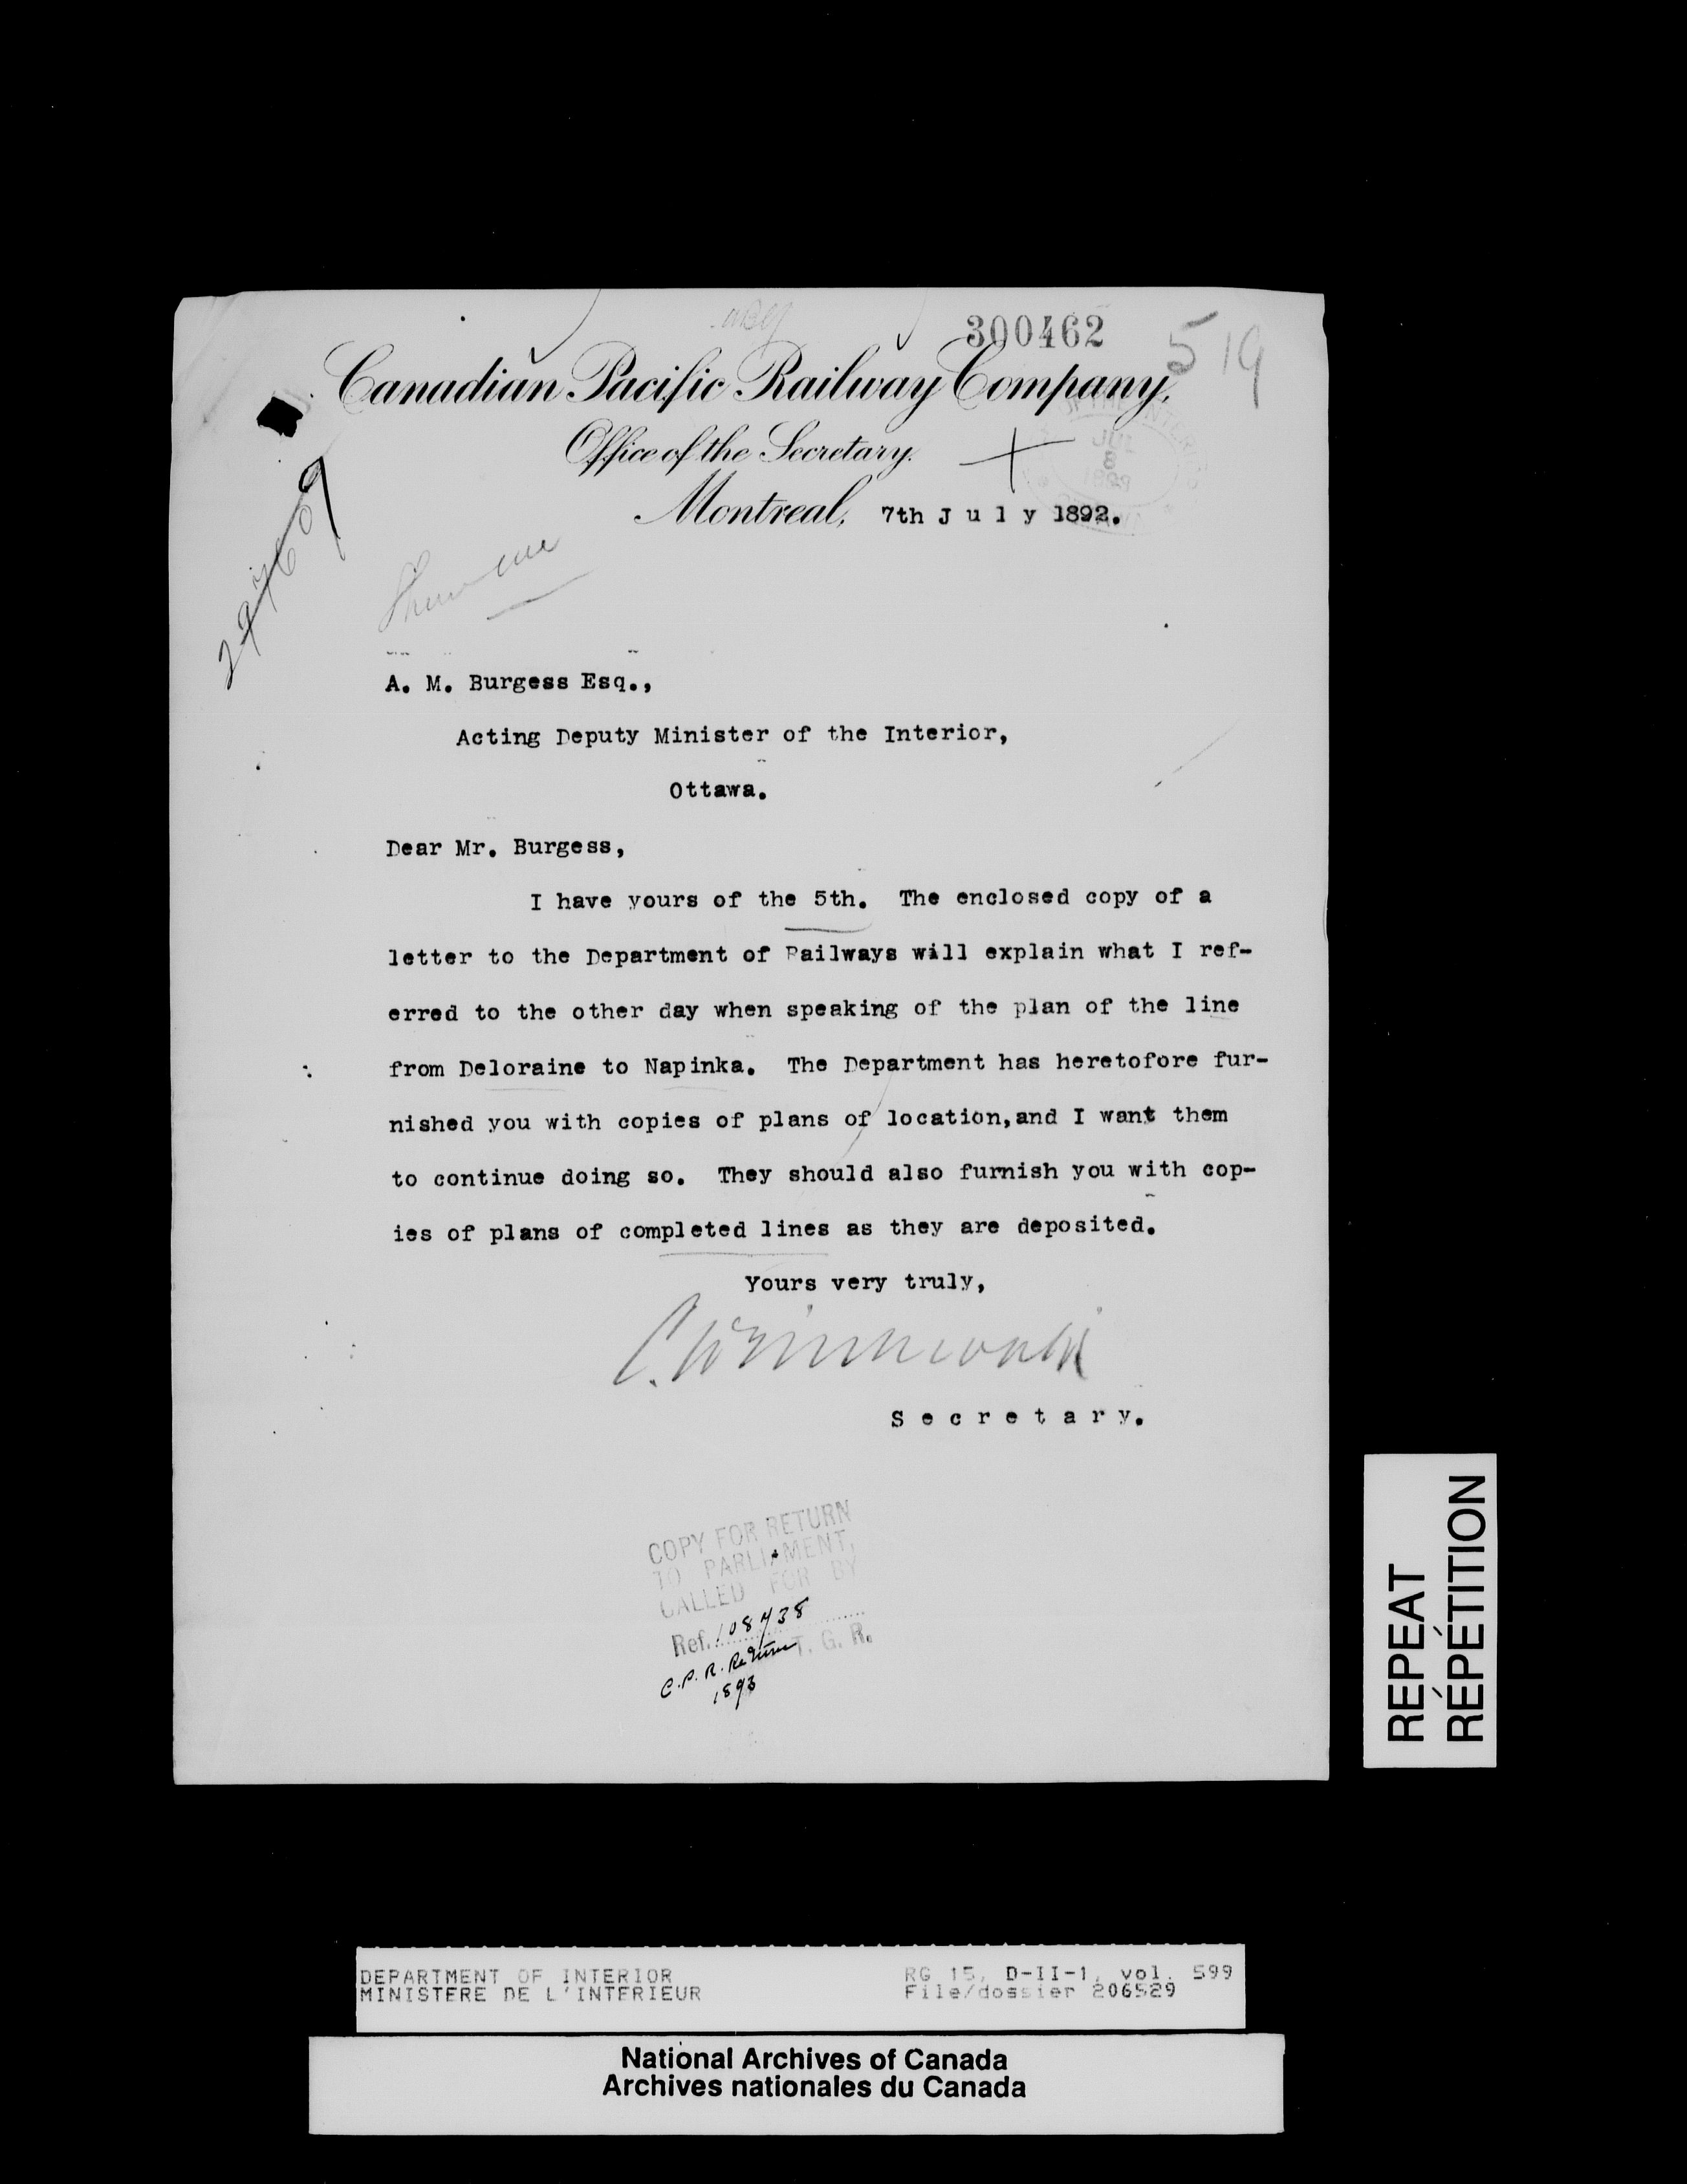 300462
519
Canadian Pacific Railway Company,
Office of the Secretary.
JUL
8
Montreal, 7th J u l y 1892.
Show me
A. M. Burgess Esq.,
Acting Deputy Minister of the Interior,
Ottawa.
Dear Mr. Burgess,
I have yours of the 5th. The enclosed copy of a
letter to the Department of Railways will explain what I ref-
erred to the other day when speaking of the plan of the line
from Deloraine to Napinka. The Department has heretofore fur-
nished you with copies of plans of location,and I want them
to continue doing so. They should also furnish you with cop-
ies of plans of completed lines as they are deposited.
Yours very truly,
C. Drinkwater
S e c r e t a r y.
COPY FOR RETURN
TO PARLIAMENT,
CALLED FOR BY
Ref. 108438
T. G. R.
C.P.R. Return
1893
REPEAT
RÉPÉTITION
DEPARTMENT OF INTERIOR
MINISTERE DE L'INTERIEUR
RG 15, D-II-1, vol. 599
File/dossier 206529
National Archives of Canada
Archives nationales du Canada